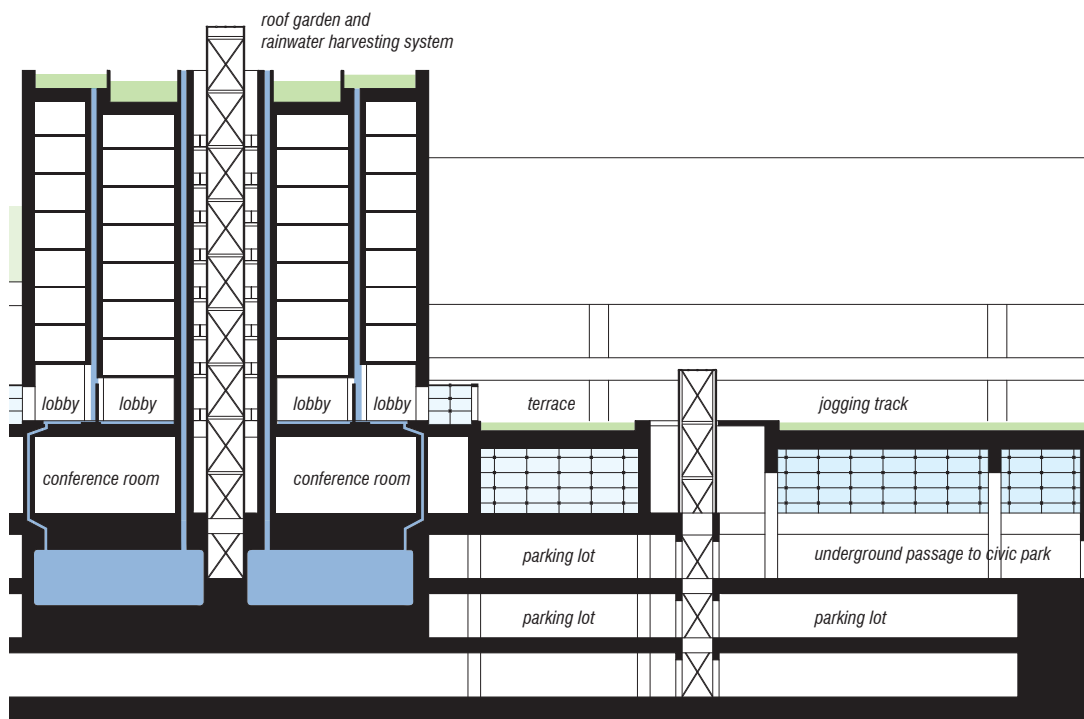 roof garden and
rainwater harvesting system
lobby
lobby
lobby
lobby
terrace
jogging track
conference room
conference room
parking lot
underground passage to civic park
parking lot
parking lot